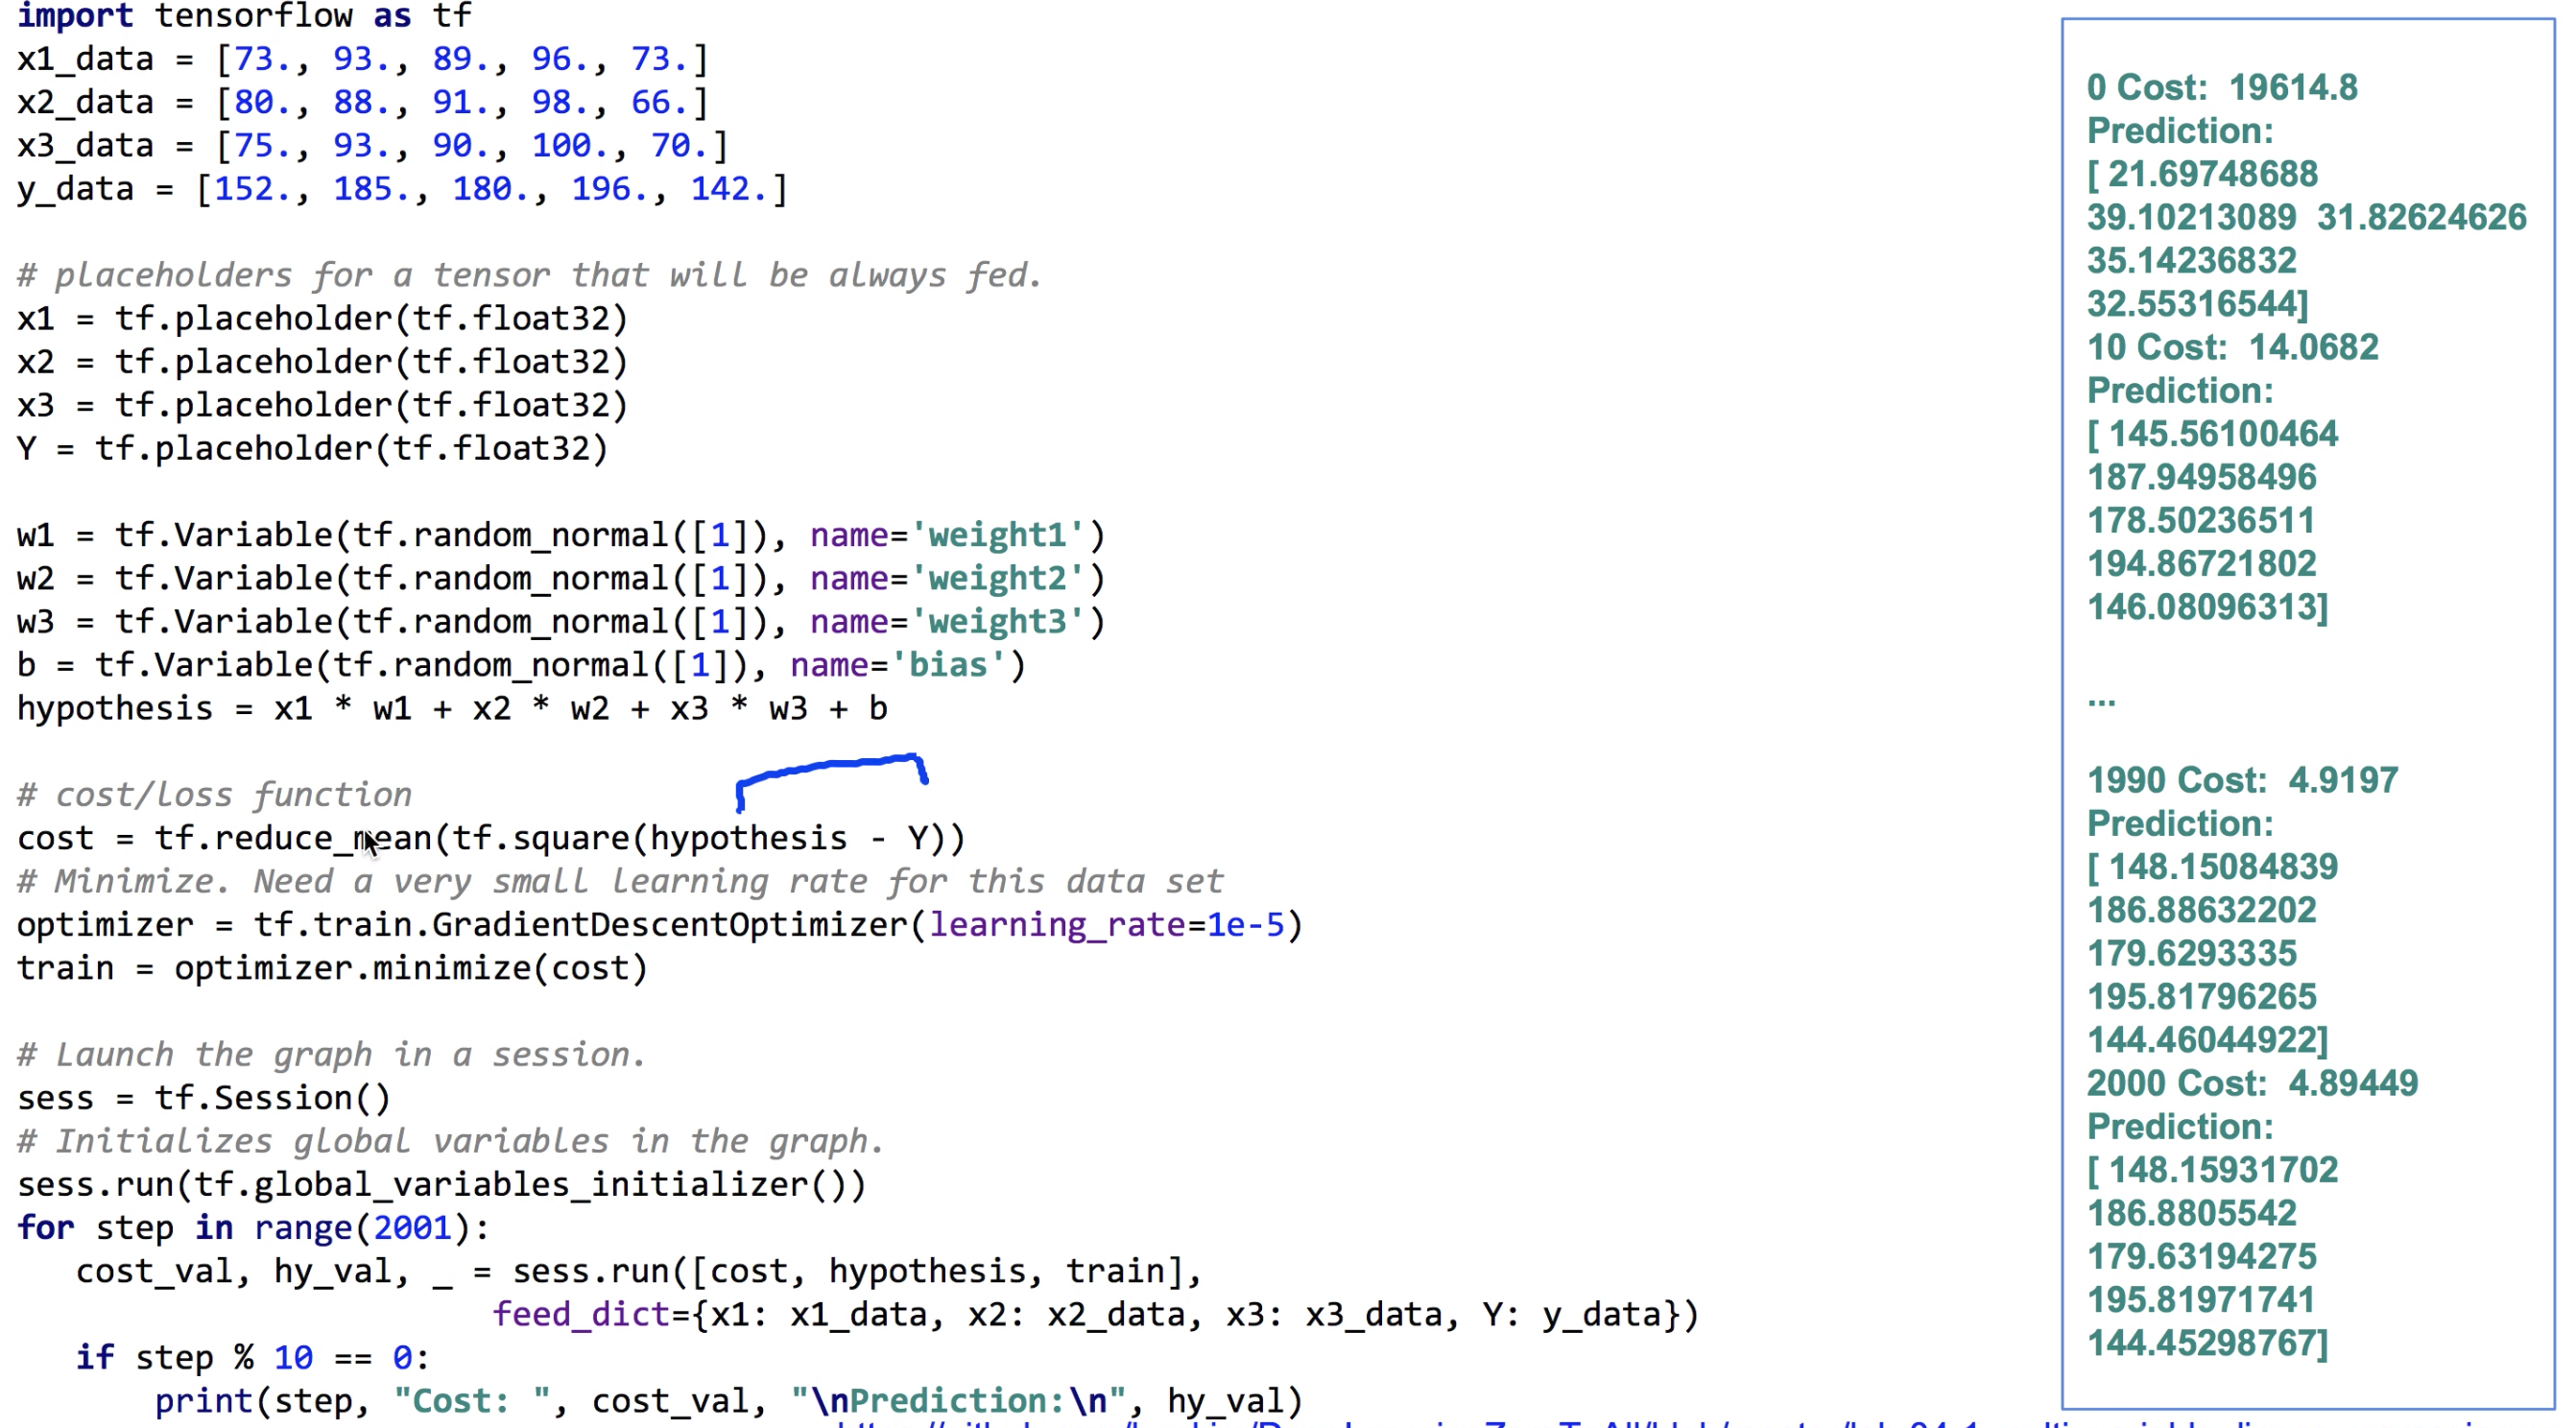 import tensorflow as tf
x1_data = [73., 93., 89., 96., 73.]
x2_data = [80., 88., 91., 98., 66.]
x3_data = [75., 93., 90., 100., 70.]
y_data = [152., 185., 180., 196., 142.]
# placeholders for a tensor that will be always fed.
x1 = tf.placeholder(tf.float32)
x2 = tf.placeholder(tf.float32)
x3 = tf.placeholder(tf.float32)
Y = tf.placeholder(tf.float32)
w1 = tf.Variable(tf.random_normal([1]), name='weight1')
w2 = tf.Variable(tf.random_normal([1]), name='weight2')
w3 = tf.Variable(tf.random_normal([1]), name='weight3')
b = tf.Variable(tf.random_normal([1]), name='bias')
hypothesis = x1 * w1 + x2 * w2 + x3 * w3 + b
# cost/loss function
cost = tf.reduce_mean(tf.square(hypothesis - Y))
# Minimize. Need a very small learning rate for this data set
optimizer = tf.train.GradientDescentOptimizer(learning_rate=1e-5)
train = optimizer.minimize(cost)
# Launch the graph in a session.
sess = tf.Session()
# Initializes global variables in the graph.
sess.run(tf.global_variables_initializer())
for step in range(2001):
    cost_val, hy_val, _ = sess.run([cost, hypothesis, train],
                        feed_dict={x1: x1_data, x2: x2_data, x3: x3_data, Y: y_data})
    if step % 10 == 0:
        print(step, "Cost: ", cost_val, "\nPrediction:\n", hy_val)
0 Cost: 19614.8
Prediction:
[ 21.69748688
39.10213089 31.82624626
35.14236832
32.55316544]
10 Cost: 14.0682
Prediction:
[ 145.56100464
187.94958496
178.50236511
194.86721802
146.08096313]
...
1990 Cost: 4.9197
Prediction:
[ 148.15084839
186.88632202
179.6293335
195.81796265
144.46044922]
2000 Cost: 4.89449
Prediction:
[ 148.15931702
186.8805542
179.63194275
195.81971741
144.45298767]